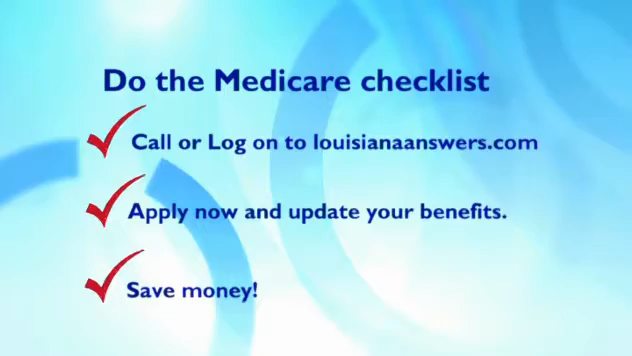 Do the Medicare checklist
Call or Log on to louisianaanswers.com
Apply now and update your benefits.
Save money!